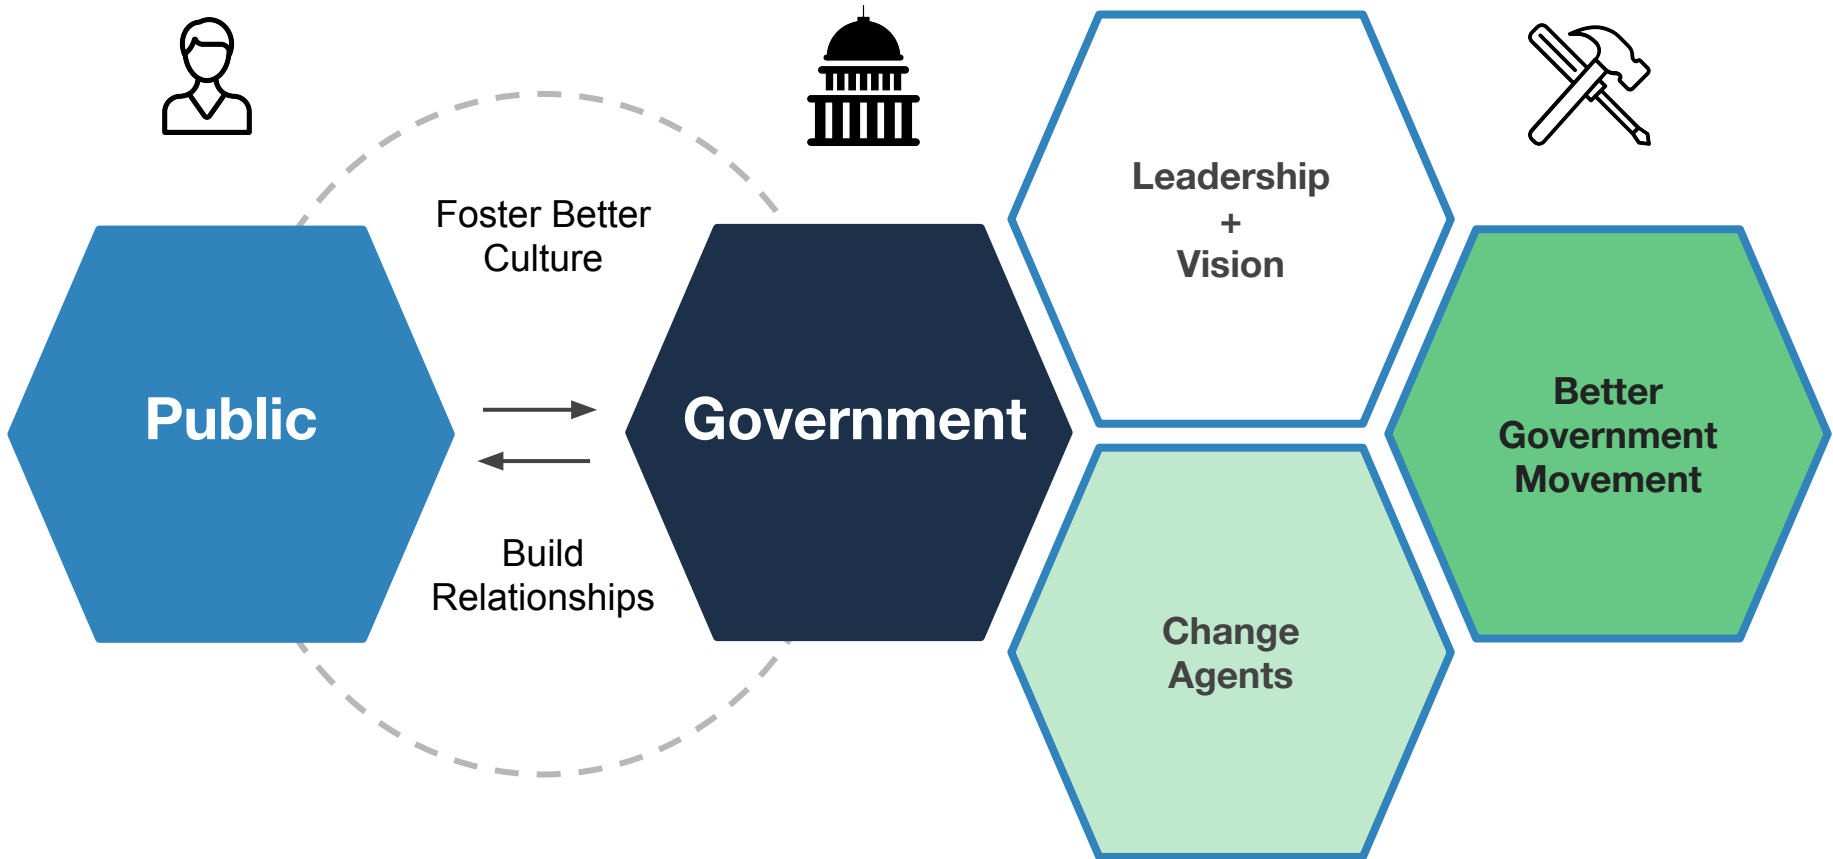 Foster Better
Culture
Public
Government
Build
Relationships
Leadership
+
Vision
Change
Agents
Better
Government
Movement